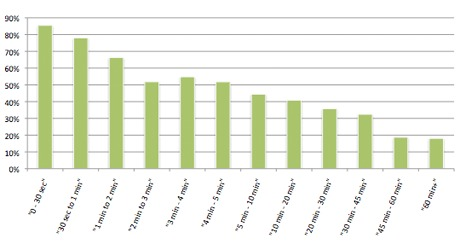 90%
80%
70%
60%
50%
40%
30%
20%
10%
0%
"0 - 30 sec"
"30 sec to 1 min"
"1 min to 2 min"
"2 min to 3 min"
"3 min - 4 min"
"4 min - 5 min"
"5 min - 10 min"
"10 min - 20 min"
"20 min - 30 min"
"30 min - 45 min"
"45 min - 60 min"
"60 min+"